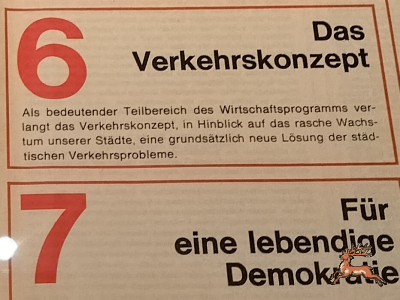 6
Das
Verkehrskonzept
Als bedeutender Teilbereich des Wirtschaftsprogramms ver-
langt das Verkehrskonzept, in Hinblick auf das rasche Wachs-
tum unserer Städte, eine grundsätzlich neue Lösung der städ-
tischen Verkehrsprobleme.
7
Für
eine lebendige
Demokratie